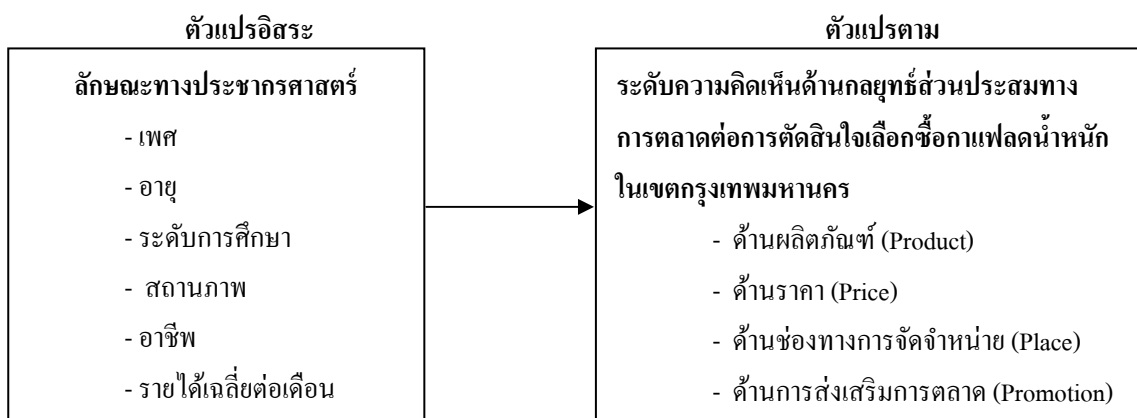 ตัวแปรอิสระ
ลักษณะทางประชากรศาสตร์
- เพศ
- อายุ
- ระดับการศึกษา
- สถานภาพ
- อาชีพ
- รายได้เฉลี่ยต่อเดือน
ตัวแปรตาม
ระดับความคิดเห็นด้านกลยุทธ์ส่วนประสมทาง
การตลาดต่อการตัดสินใจเลือกซื้อกาแฟลดน้ำหนัก
ในเขตกรุงเทพมหานคร
- ด้านผลิตภัณฑ์ (Product)
- ด้านราคา (Price)
- ด้านช่องทางการจัดจำหน่าย (Place)
- ด้านการส่งเสริมการตลาด (Promotion)